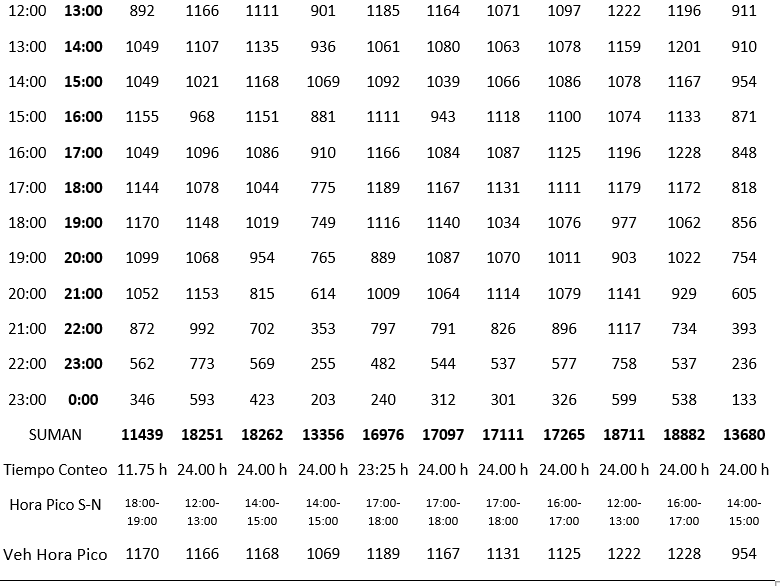 12:00 13:00 892 1166 1111 901 1185 1164 1071 1097 1222 1196 911
13:00 14:00 1049 1107 1135 936 1061 1080 1063 1078 1159 1201 910
14:00 15:00 1049 1021 1168 1069 1092 1039 1066 1086 1078 1167 954
15:00 16:00 1155 968 1151 881 1111 943 1118 1100 1074 1133 871
16:00 17:00 1049 1096 1086 910 1166 1084 1087 1125 1196 1228 848
17:00 18:00 1144 1078 1044 775 1189 1167 1131 1111 1179 1172 818
18:00 19:00 1170 1148 1019 749 1116 1140 1034 1076 977 1062 856
19:00 20:00 1099 1068 954 765 889 1087 1070 1011 903 1022 754
20:00 21:00 1052 1153 815 614 1009 1064 1114 1079 1141 929 605
21:00 22:00 872 992 702 353 797 791 826 896 1117 734 393
22:00 23:00 562 773 569 255 482 544 537 577 758 537 236
23:00 0:00 346 593 423 203 240 312 301 326 599 538 133
SUMAN 11439 18251 18262 13356 16976 17097 17111 17265 18711 18882 13680
Tiempo Conteo 11.75 h 24.00 h 24.00 h 24.00 h 23:25 h 24.00 h 24.00 h 24.00 h 24.00 h 24.00 h 24.00 h
Hora Pico S-N 18:00- 12:00- 14:00- 14:00- 17:00- 17:00- 17:00- 16:00- 12:00- 16:00- 14:00-
19:00 13:00 15:00 15:00 18:00 18:00 18:00 17:00 13:00 17:00 15:00
Veh Hora Pico 1170 1166 1168 1069 1189 1167 1131 1125 1222 1228 954